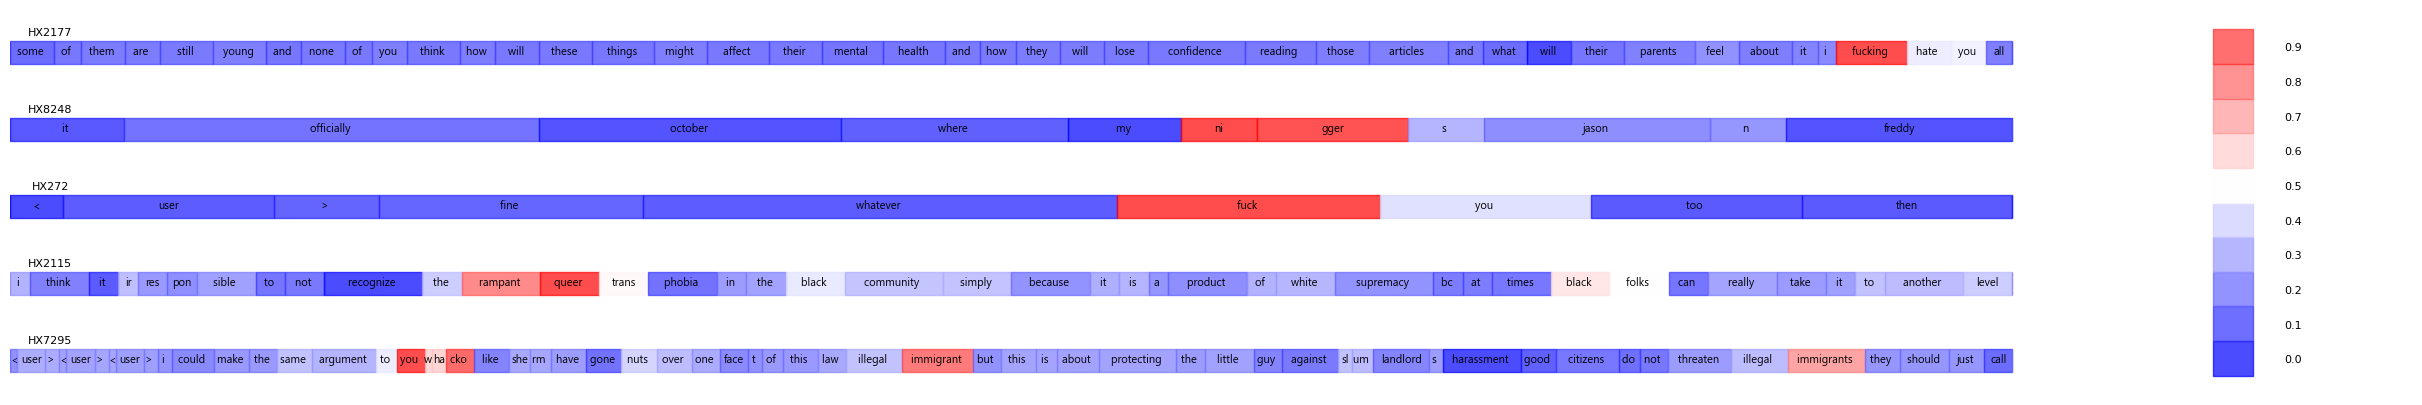 HX2177
some of them are still young and none of you think how will these things might affect their mental health and how they will lose confidence reading those articles and what will their parents feel about it i fucking hate you all
HX8248
it officially october where my ni gger s jason n freddy
HX272
< user > fine whatever fuck you too then
HX2115
i think it ir res pon sible to not recognize the rampant queer trans phobia in the black community simply because it is a product of white supremacy bc at times black folks can really take it to another level
HX7295
< user > < user > < user > i could make the same argument to you w ha cko like she rm have gone nuts over one face t of this law illegal immigrant but this is about protecting the little guy against sl um landlord s harassment good citizens do not threaten illegal immigrants they should just call
0.9
0.8
0.7
0.6
0.5
0.4
0.3
0.2
0.1
0.0